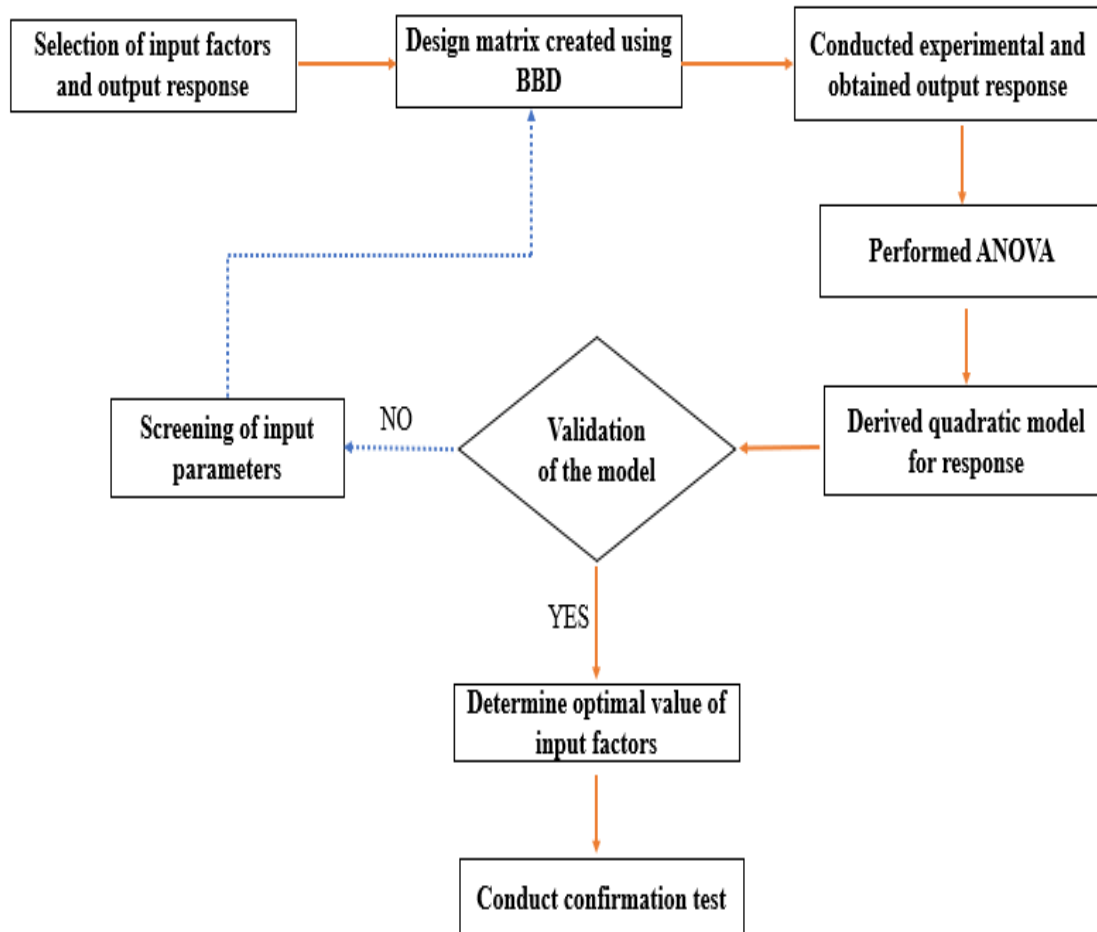 Selection of input factors
and output response
Design matrix created using
BBD
Conducted experimental and
obtained output response
Performed ANOVA
Derived quadratic model
for response
Validation
of the model
NO
Screening of input
parameters
YES
Determine optimal value of
input factors
Conduct confirmation test